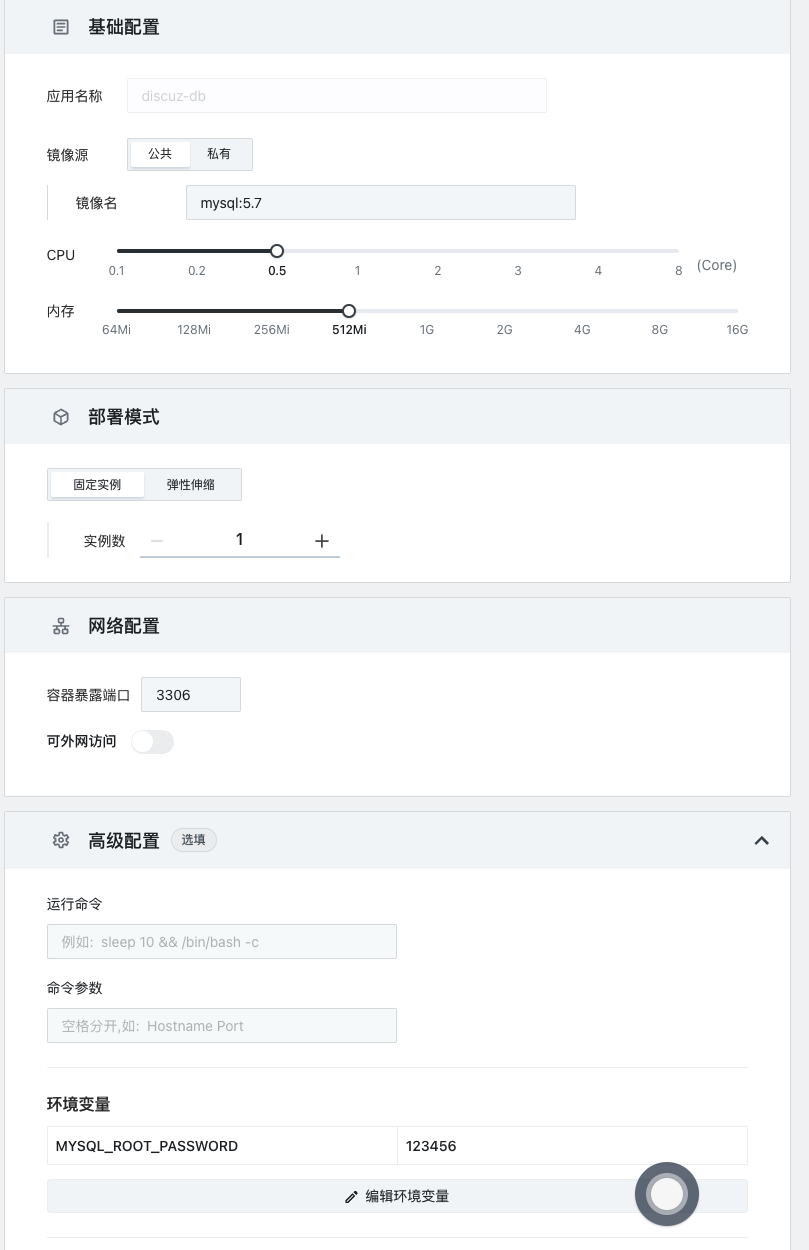 基础配置
应用名称 discuz-db
镜像源 公共 私有
镜像名 mysql:5.7
CPU 0.1 0.2 0.5 1 2 3 4 8 (Core)
内存 64Mi 128Mi 256Mi 512Mi 1G 2G 4G 8G 16G
部署模式
固定实例 弹性伸缩
实例数 1
网络配置
容器暴露端口 3306
可外网访问
高级配置 选填
运行命令
例如: sleep 10 && /bin/bash -c
命令参数
空格分开,如: Hostname Port
环境变量
MYSQL_ROOT_PASSWORD 123456
编辑环境变量